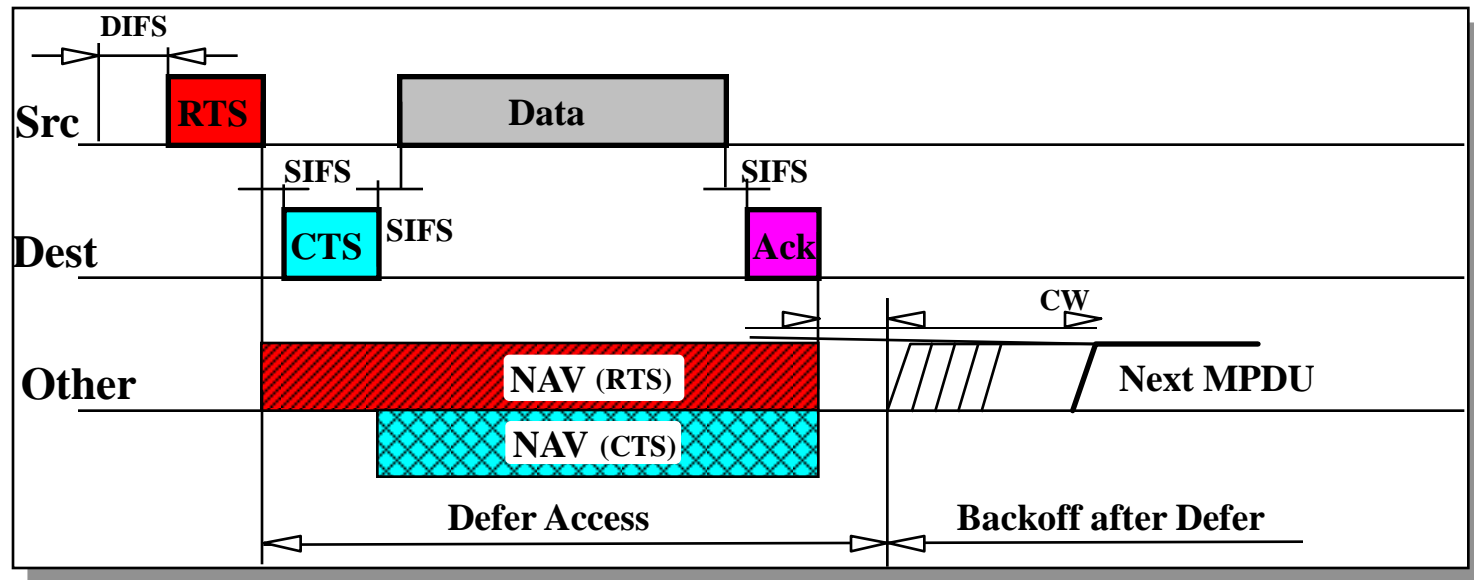 DIFS
Src
RTS
Data
SIFS
SIFS
Dest
CTS
SIFS
Ack
CW
Other
NAV (RTS)
Next MPDU
NAV (CTS)
Defer Access
Backoff after Defer